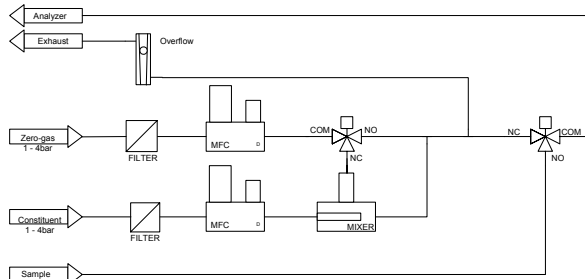 Analyzer
Exhaust
Overflow
Zero-gas
1 - 4bar
FILTER
MFC
D
COM
NO
NC
NC
COM
NO
Constituent
1 - 4bar
FILTER
MFC
D
MIXER
Sample